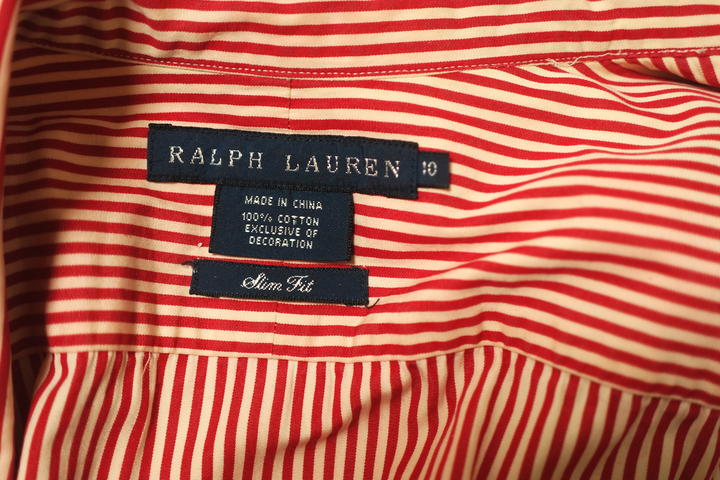 RALPH LAUREN 10
MADE IN CHINA
100% COTTON
EXCLUSIVE OF
DECORATION
Slim Fit